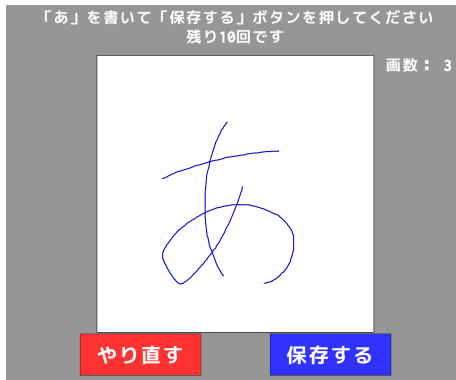 「あ」を書いて「保存する」ボタンを押してください
残り10回です
画数: 3
あ
やり直す
保存する